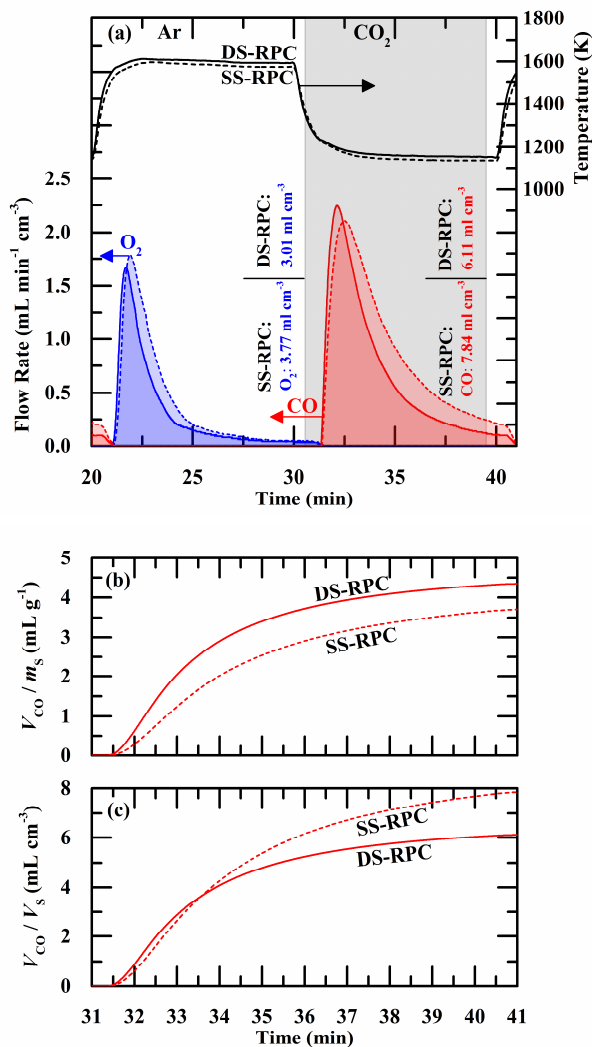 (a) Ar CO2
DS-RPC
SS-RPC
1800
1600
1400
1200
1000
Temperature (K)
2.5
2.0
1.5
1.0
0.5
0.0
Flow Rate (mL min-1 cm-3)
O2
CO
DS-RPC:
3.01 ml cm-3
SS-RPC:
O2: 3.77 ml cm-3
DS-RPC:
6.11 ml cm-3
SS-RPC:
CO: 7.84 ml cm-3
20 25 30 35 40
Time (min)
(b)
DS-RPC
SS-RPC
5
4
3
2
1
0
VCO / mS (mL g-1)
(c)
SS-RPC
DS-RPC
8
6
4
2
0
VCO / VS (mL cm-3)
31 32 33 34 35 36 37 38 39 40 41
Time (min)